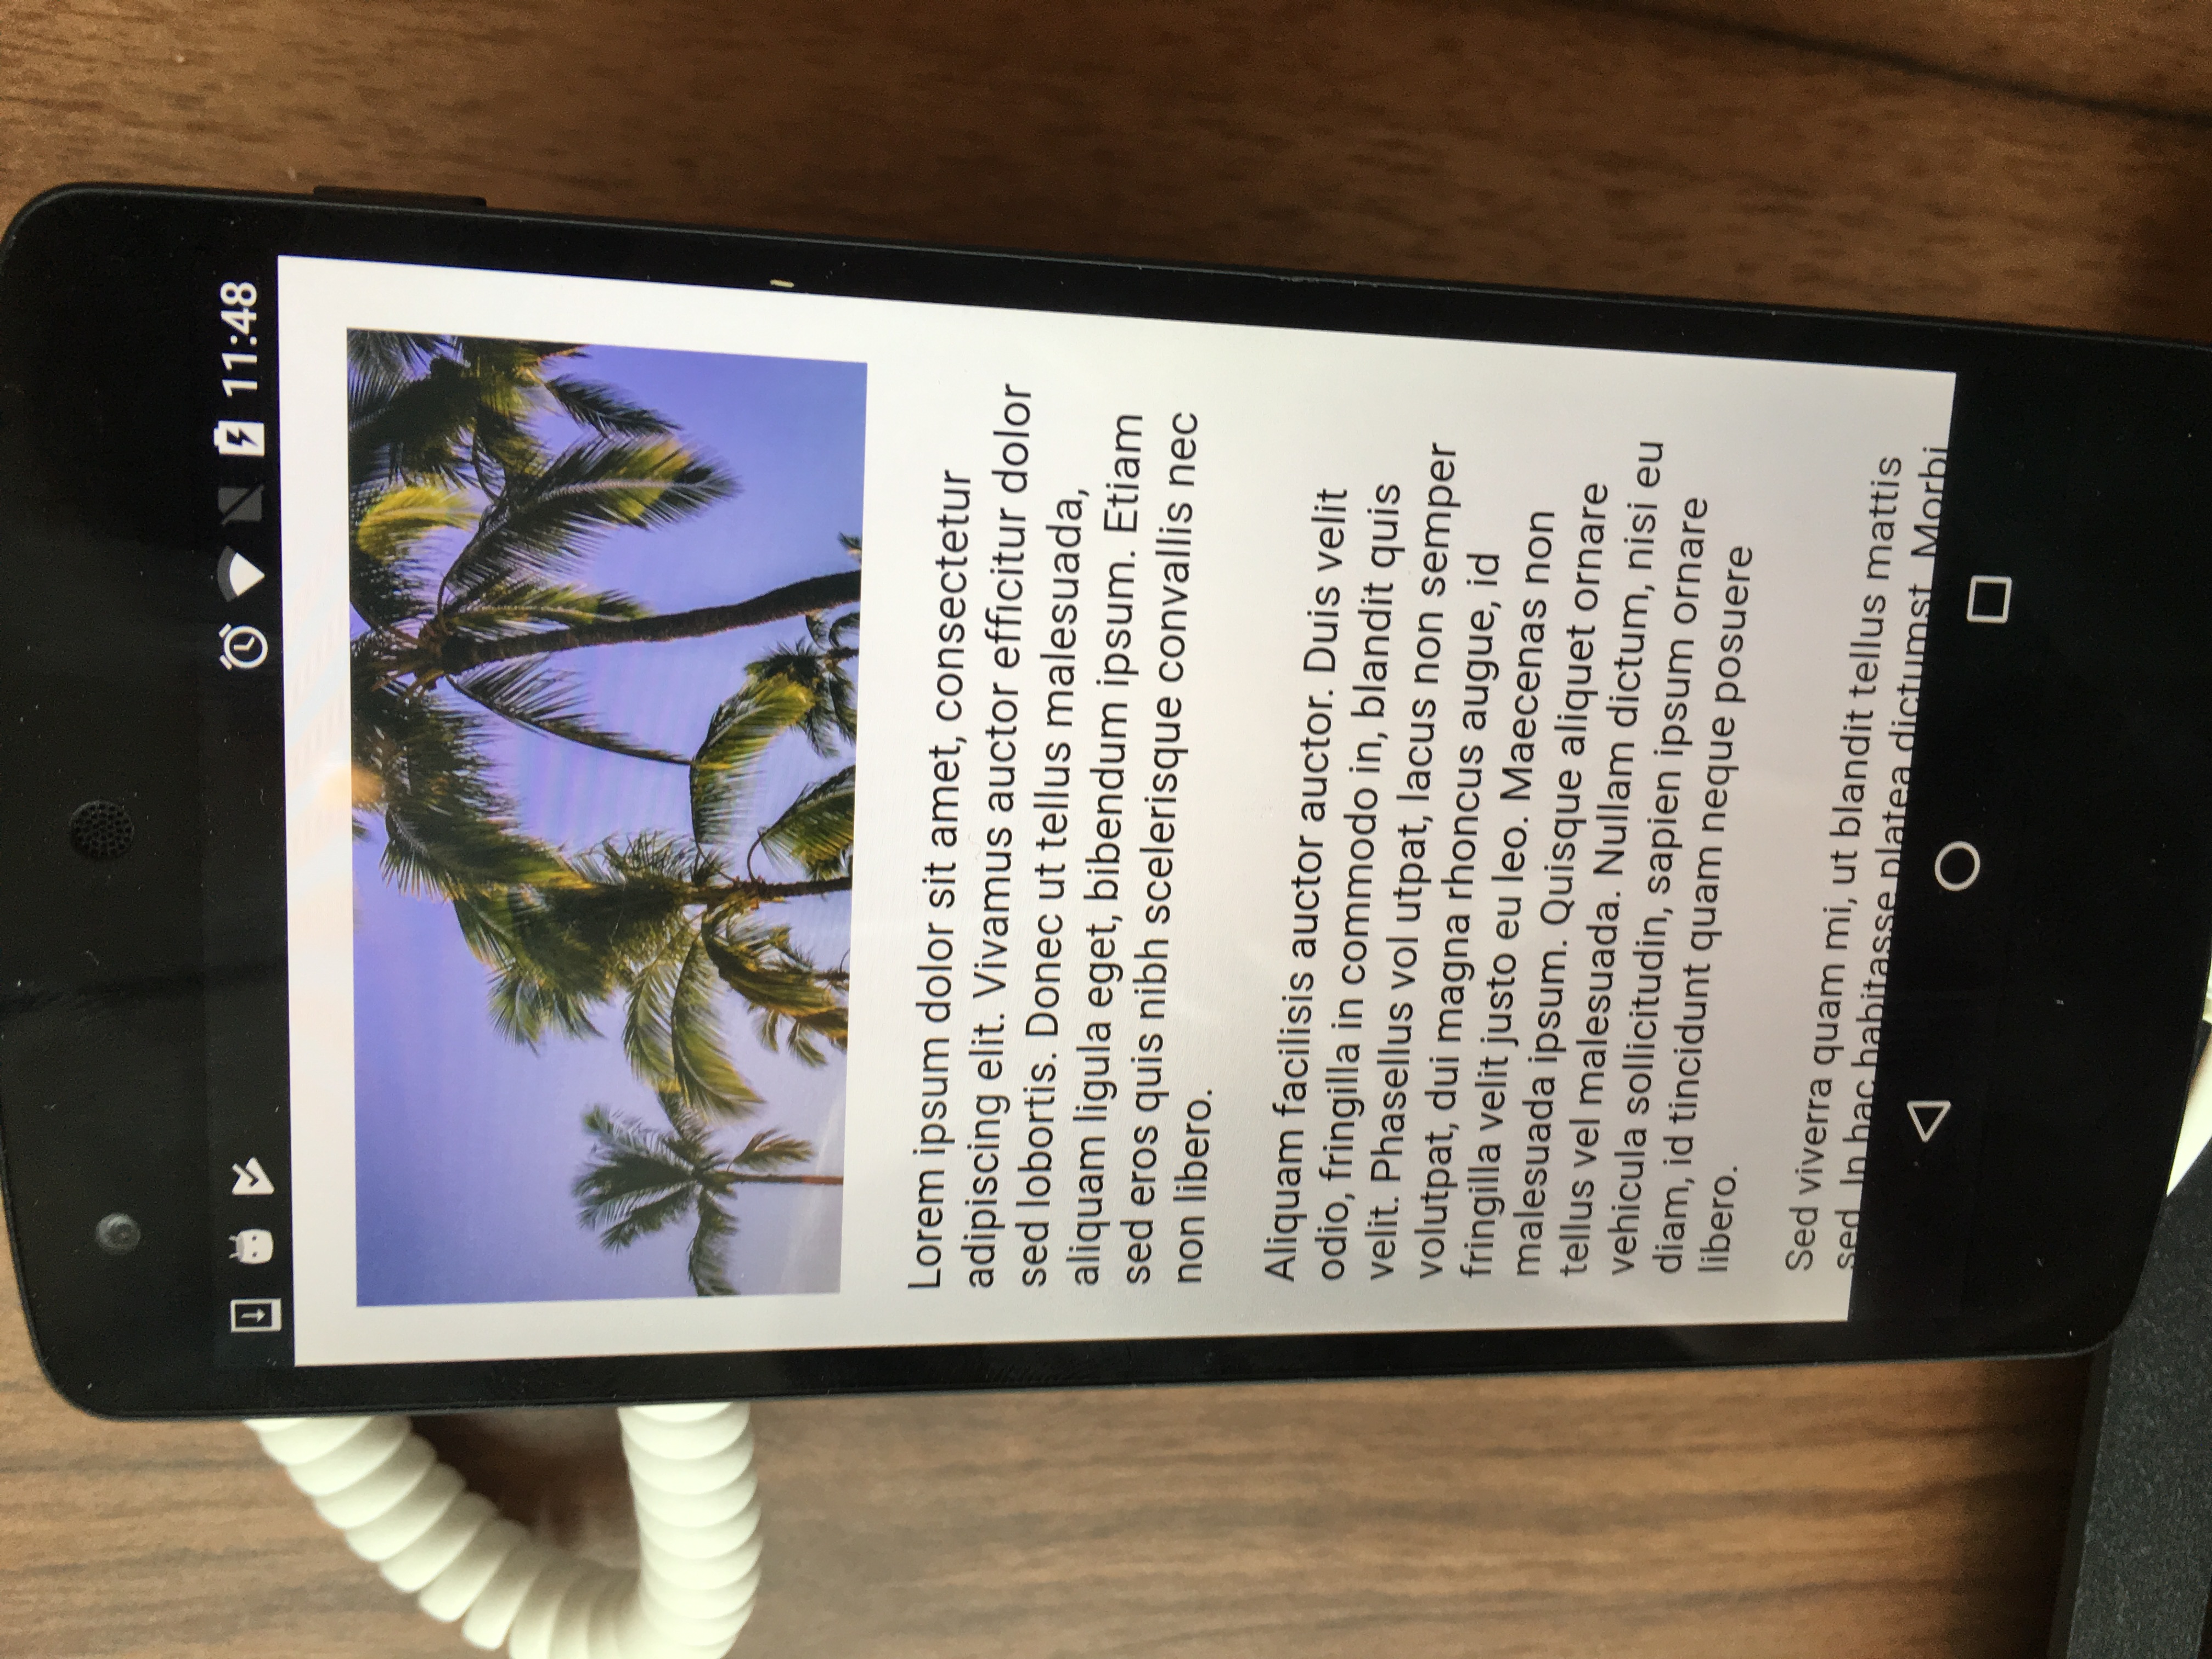 11:48
Lorem ipsum dolor sit amet, consectetur
adipiscing elit. Vivamus auctor efficitur dolor
sed lobortis. Donec ut tellus malesuada,
aliquam ligula eget, bibendum ipsum. Etiam
sed eros quis nibh scelerisque convallis nec
non libero.
Aliquam facilisis auctor auctor. Duis velit
odio, fringilla in commodo in, blandit quis
velit. Phasellus vol utpat, lacus non semper
volutpat, dui magna rhoncus augue, id
fringilla velit justo eu leo. Maecenas non
malesuada ipsum. Quisque aliquet ornare
tellus vel malesuada. Nullam dictum, nisi eu
vehicula sollicitudin, sapien ipsum ornare
diam, id tincidunt quam neque posuere
libero.
Sed viverra quam mi, ut blandit tellus mattis
sed. In hac habitasse platea dictumst. Morbi